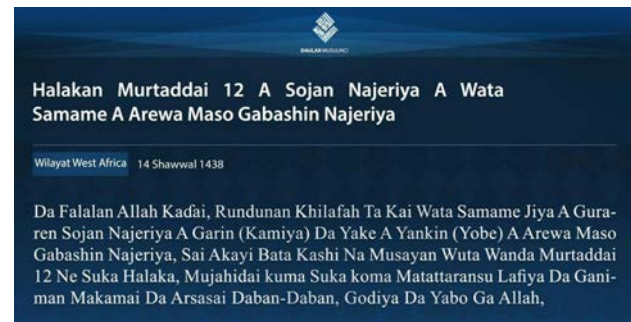 DAULAR MUSULUNCI
Halakan Murtaddai 12 A Sojan Najeriya A Wata
Samame A Arewa Maso Gabashin Najeriya
Wilayat West Africa 14 Shawwal 1438
Da Falalan Allah Kaɗai, Rundunan Khilafah Ta Kai Wata Samame Jiya A Gura-
ren Sojan Najeriya A Garin (Kamiya) Da Yake A Yankin (Yobe) A Arewa Maso
Gabashin Najeriya, Sai Akayi Bata Kashi Na Musayan Wuta Wanda Murtaddai
12 Ne Suka Halaka, Mujahidai kuma Suka koma Matattaransu Lafiya Da Gani-
man Makamai Da Arsasai Daban-Daban, Godiya Da Yabo Ga Allah,